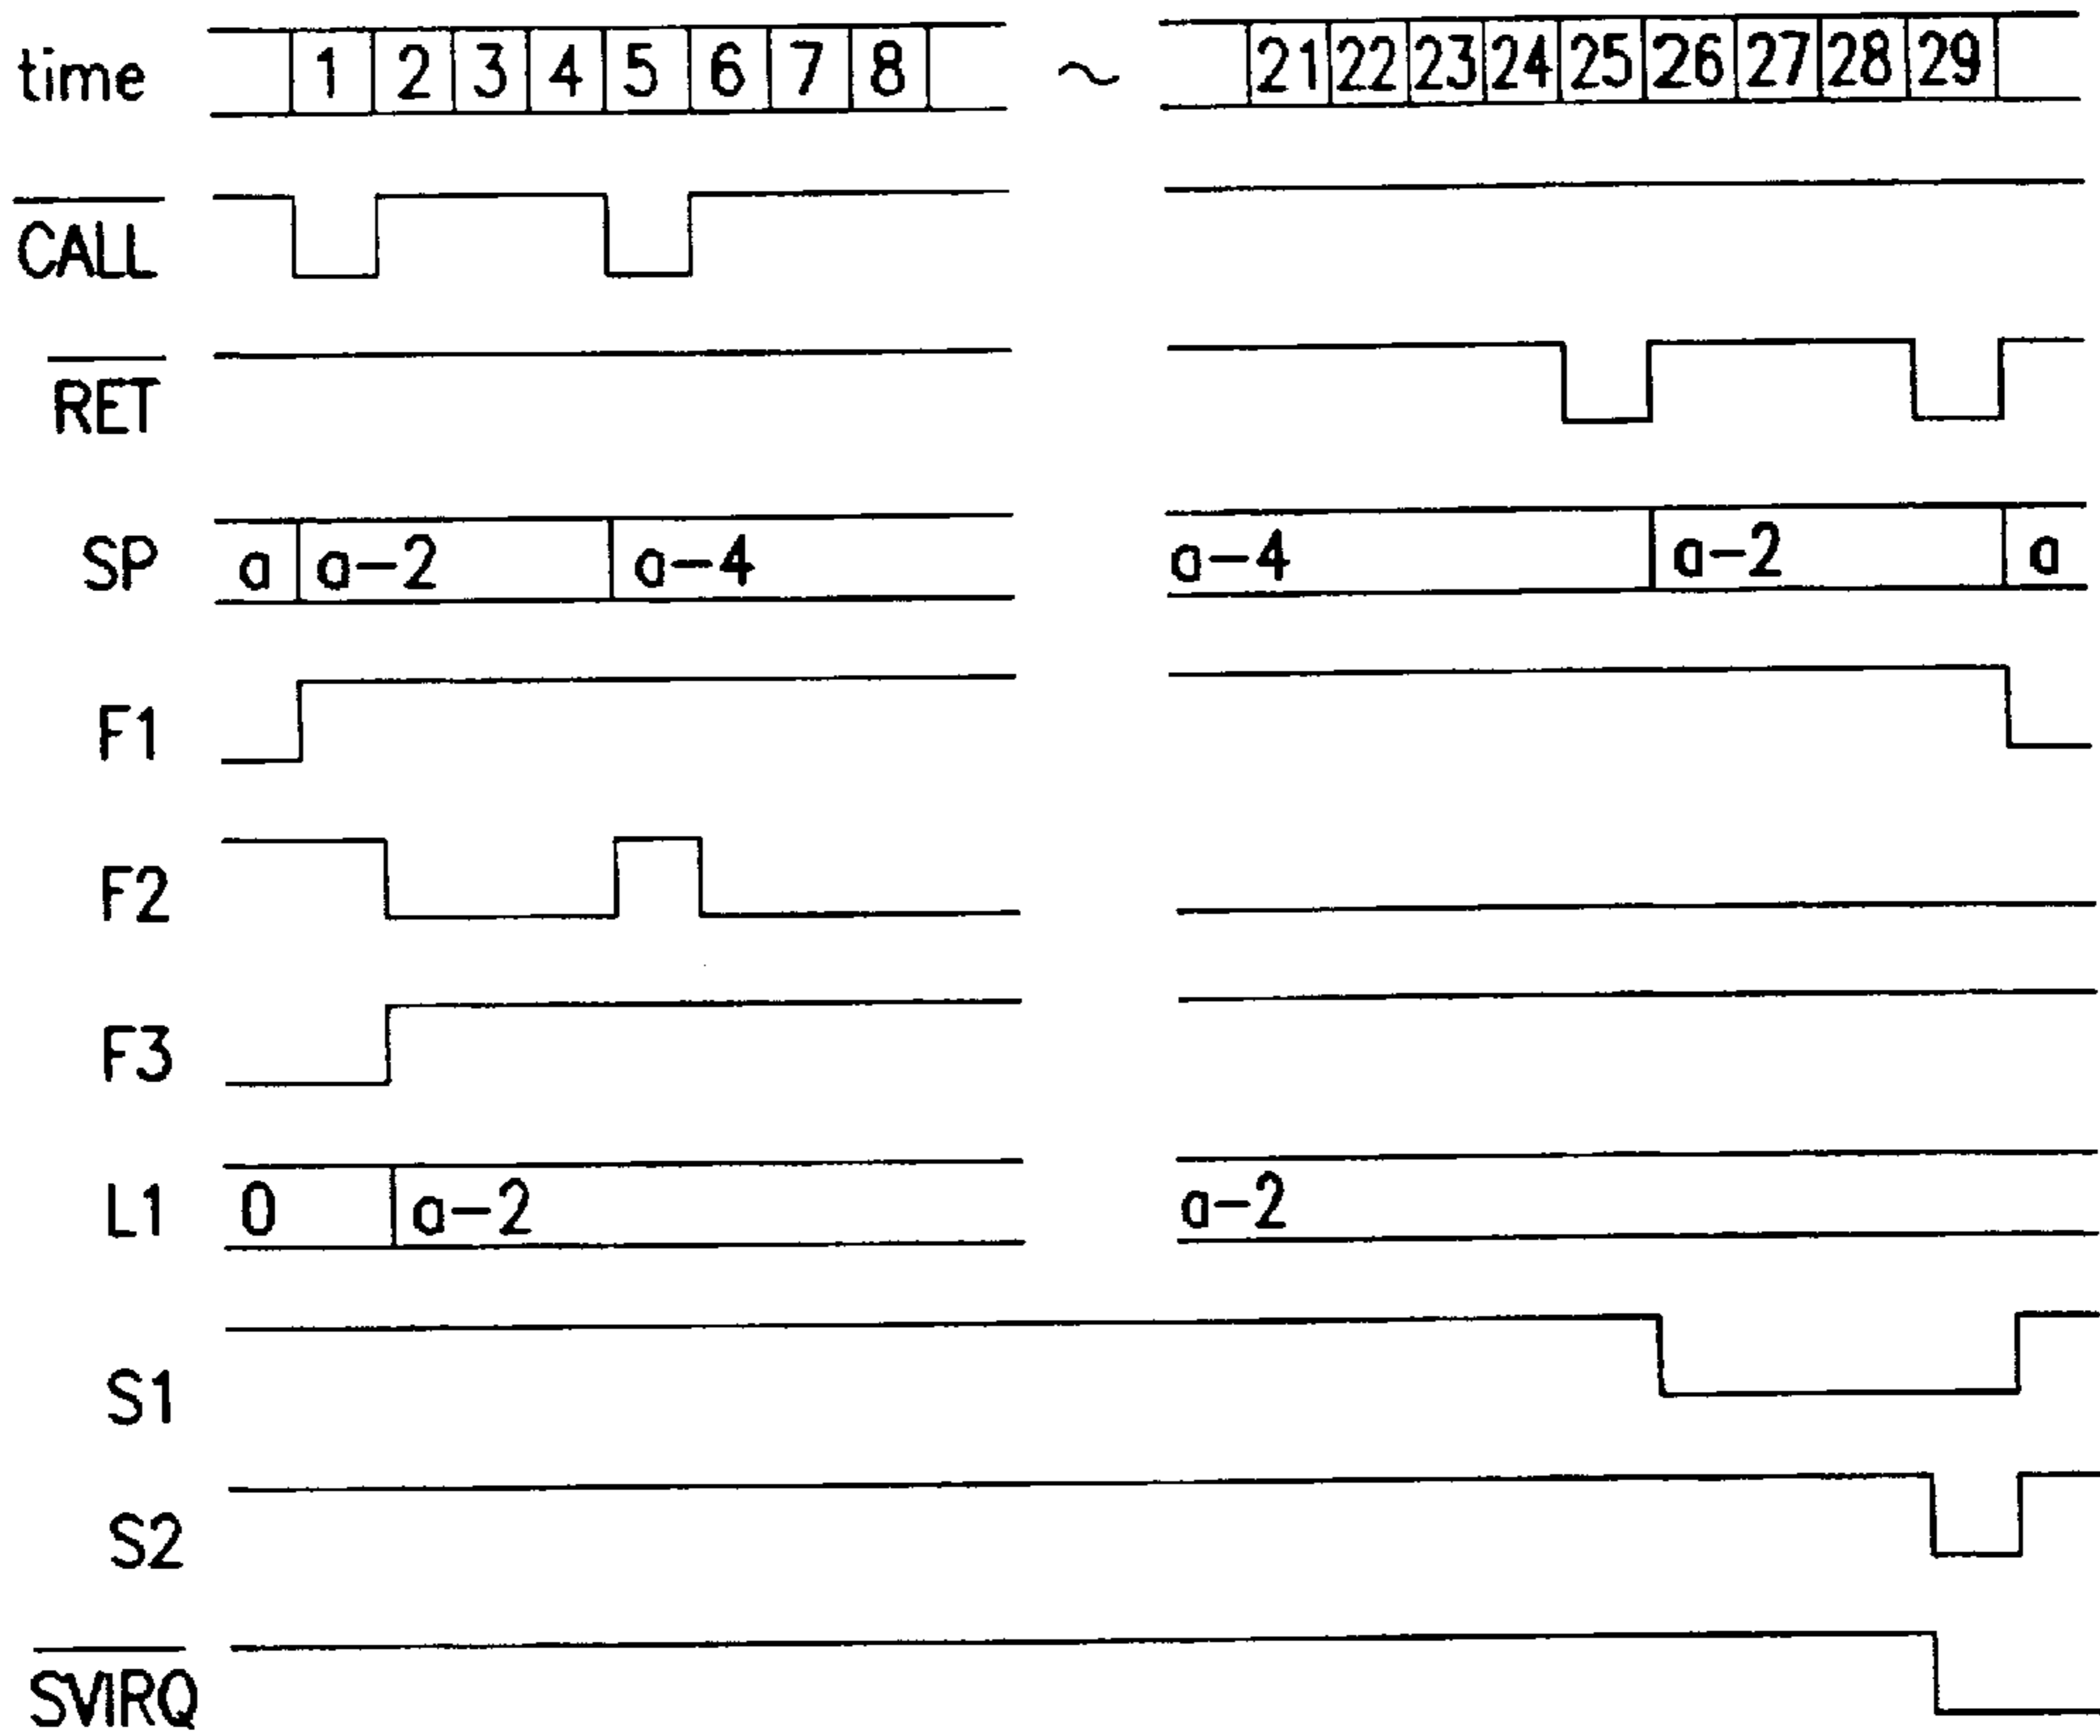 time 1 2 3 4 5 6 7 8 ~ 21 22 23 24 25 26 27 28 29
CALL
RET
SP a a-2 a-4 a-4 a-2 a
F1
F2
F3
L1 0 a-2 a-2
S1
S2
SVIRQ